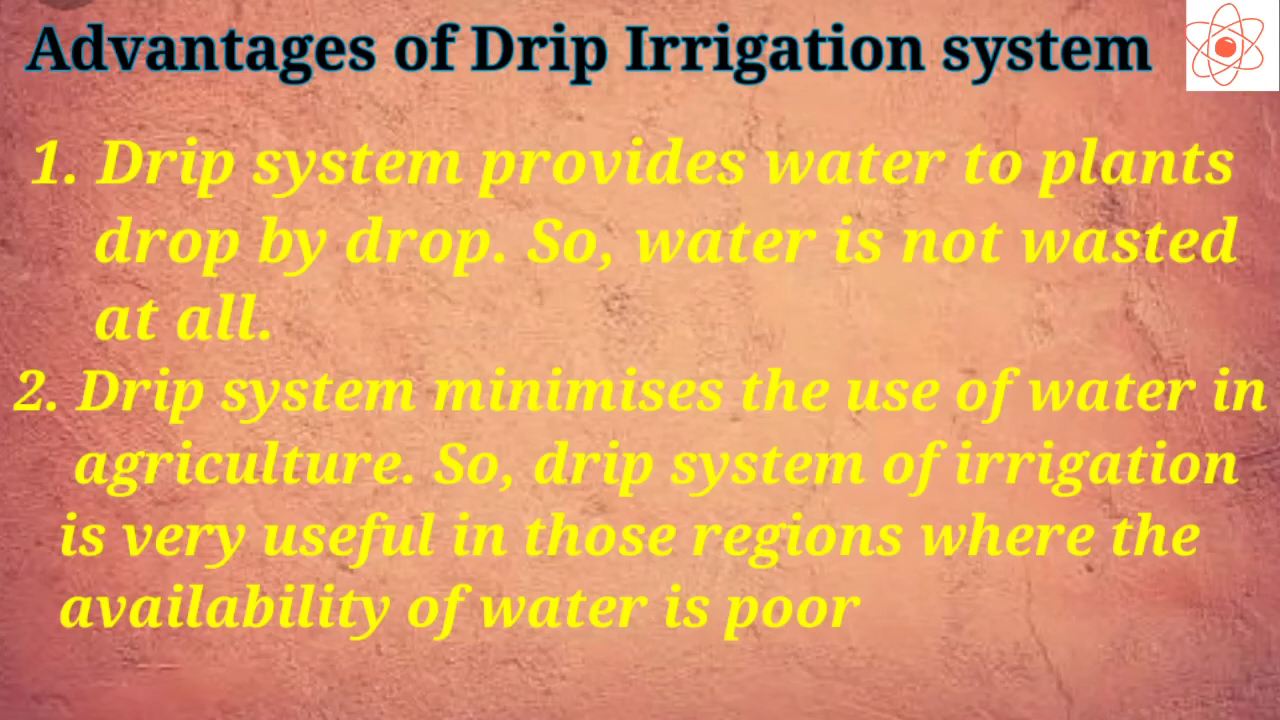 Advantages of Drip Irrigation system
1. Drip system provides water to plants
drop by drop. So, water is not wasted
at all.
2. Drip system minimises the use of water in
agriculture. So, drip system of irrigation
is very useful in those regions where the
availability of water is poor